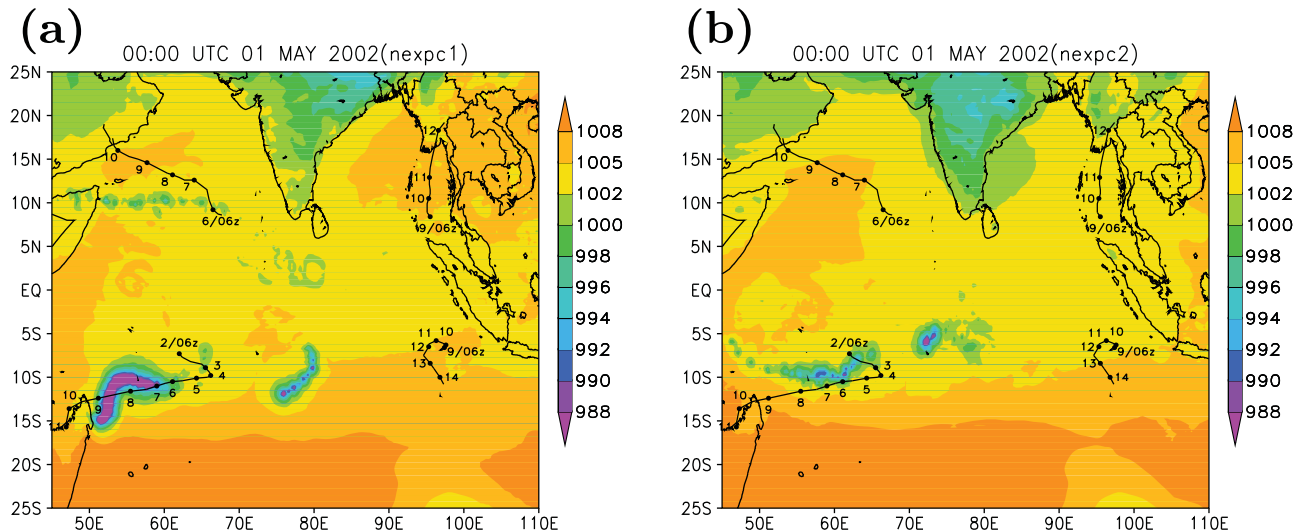 (a)
00:00 UTC 01 MAY 2002(nexpc1)
25N
20N
15N
10N
5N
EQ
5S
10S
15S
20S
25S
50E 60E 70E 80E 90E 100E 110E
10
9
8
7
6/06z
12
11
10
9/06z
2/06z
3
4
5
6
7
8
9
10
11 10
12
9/06z
13
14
1008
1005
1002
1000
998
996
994
992
990
988
(b)
00:00 UTC 01 MAY 2002(nexpc2)
25N
20N
15N
10N
5N
EQ
5S
10S
15S
20S
25S
50E 60E 70E 80E 90E 100E 110E
10
9
8
7
6/06z
12
11
10
9/06z
2/06z
3
4
5
6
7
8
9
10
11 10
12
9/06z
13
14
1008
1005
1002
1000
998
996
994
992
990
988